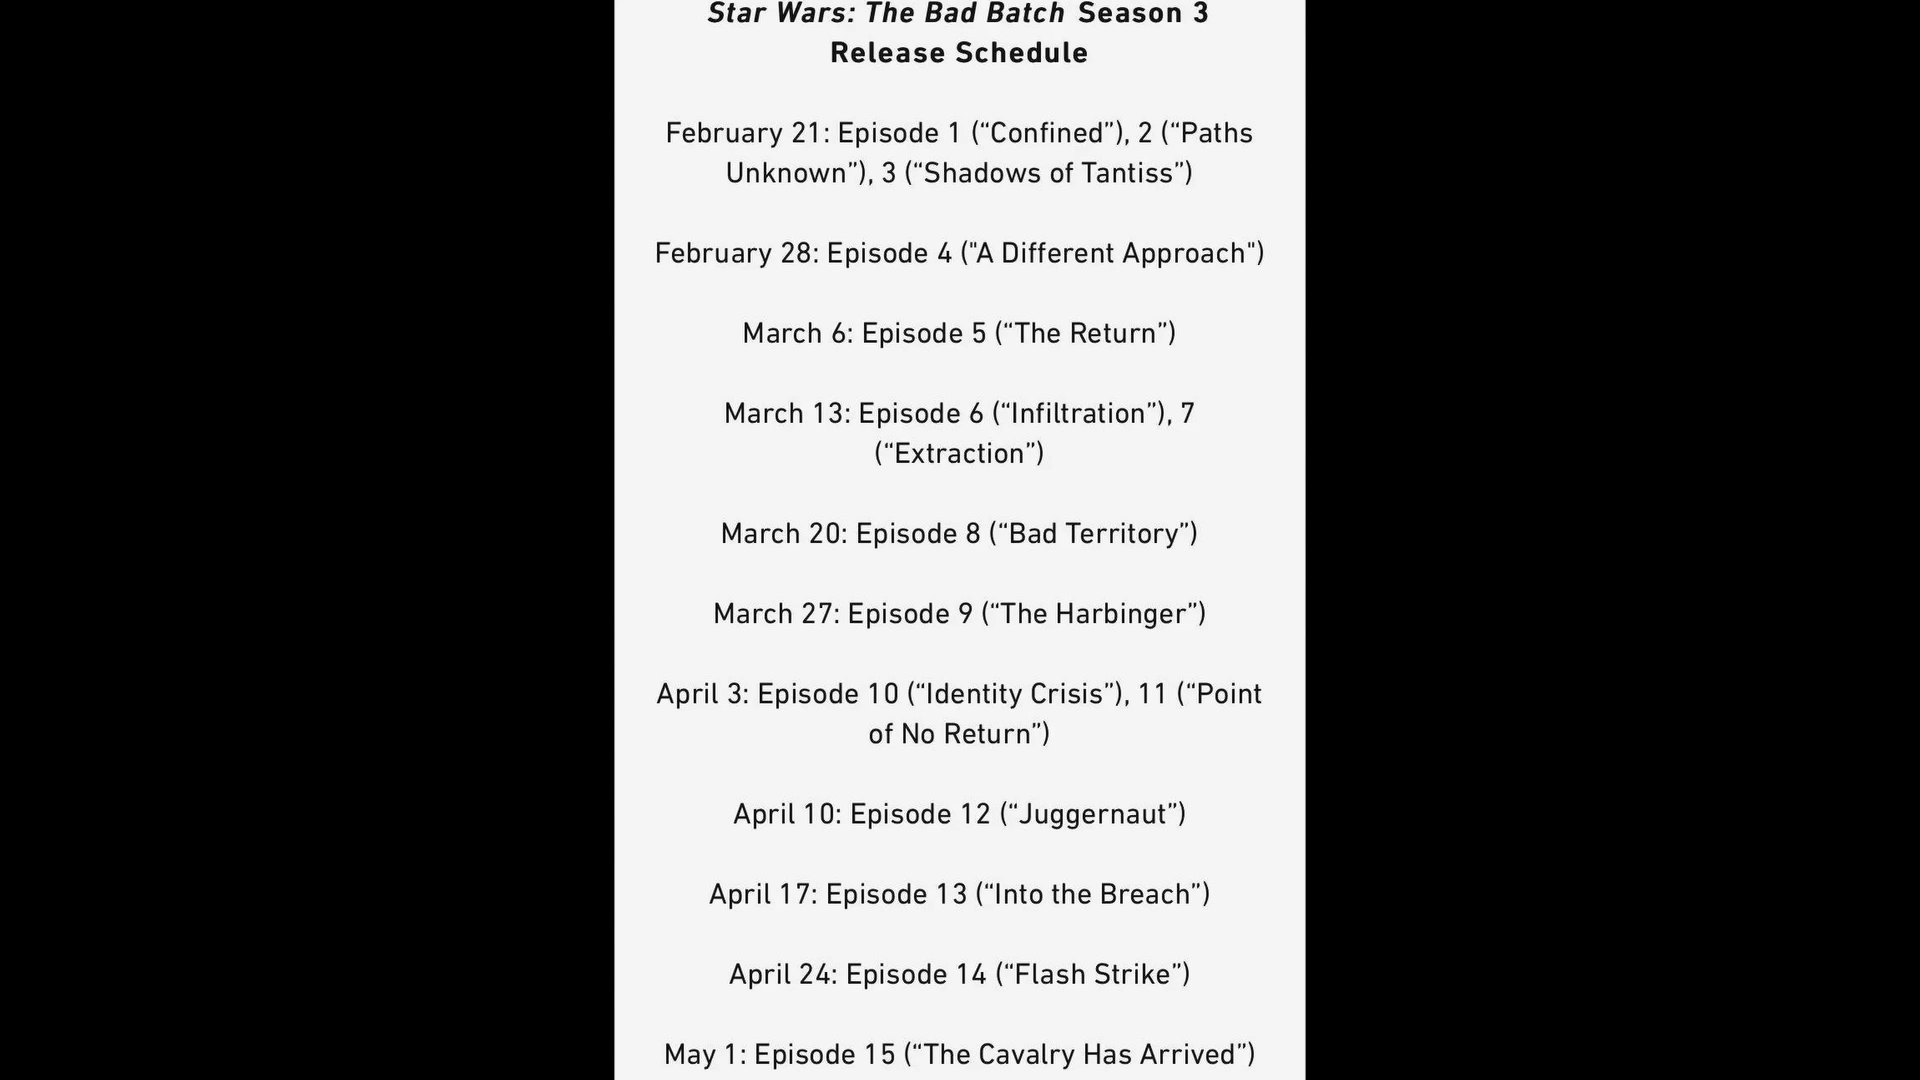 Star Wars: The Bad Batch Season 3
Release Schedule
February 21: Episode 1 (“Confined”), 2 (“Paths
Unknown”), 3 (“Shadows of Tantiss”)
February 28: Episode 4 ("A Different Approach")
March 6: Episode 5 (“The Return”)
March 13: Episode 6 (“Infiltration”), 7
(“Extraction”)
March 20: Episode 8 (“Bad Territory”)
March 27: Episode 9 (“The Harbinger”)
April 3: Episode 10 (“Identity Crisis”), 11 (“Point
of No Return”)
April 10: Episode 12 (“Juggernaut”)
April 17: Episode 13 (“Into the Breach”)
April 24: Episode 14 (“Flash Strike”)
May 1: Episode 15 (“The Cavalry Has Arrived”)